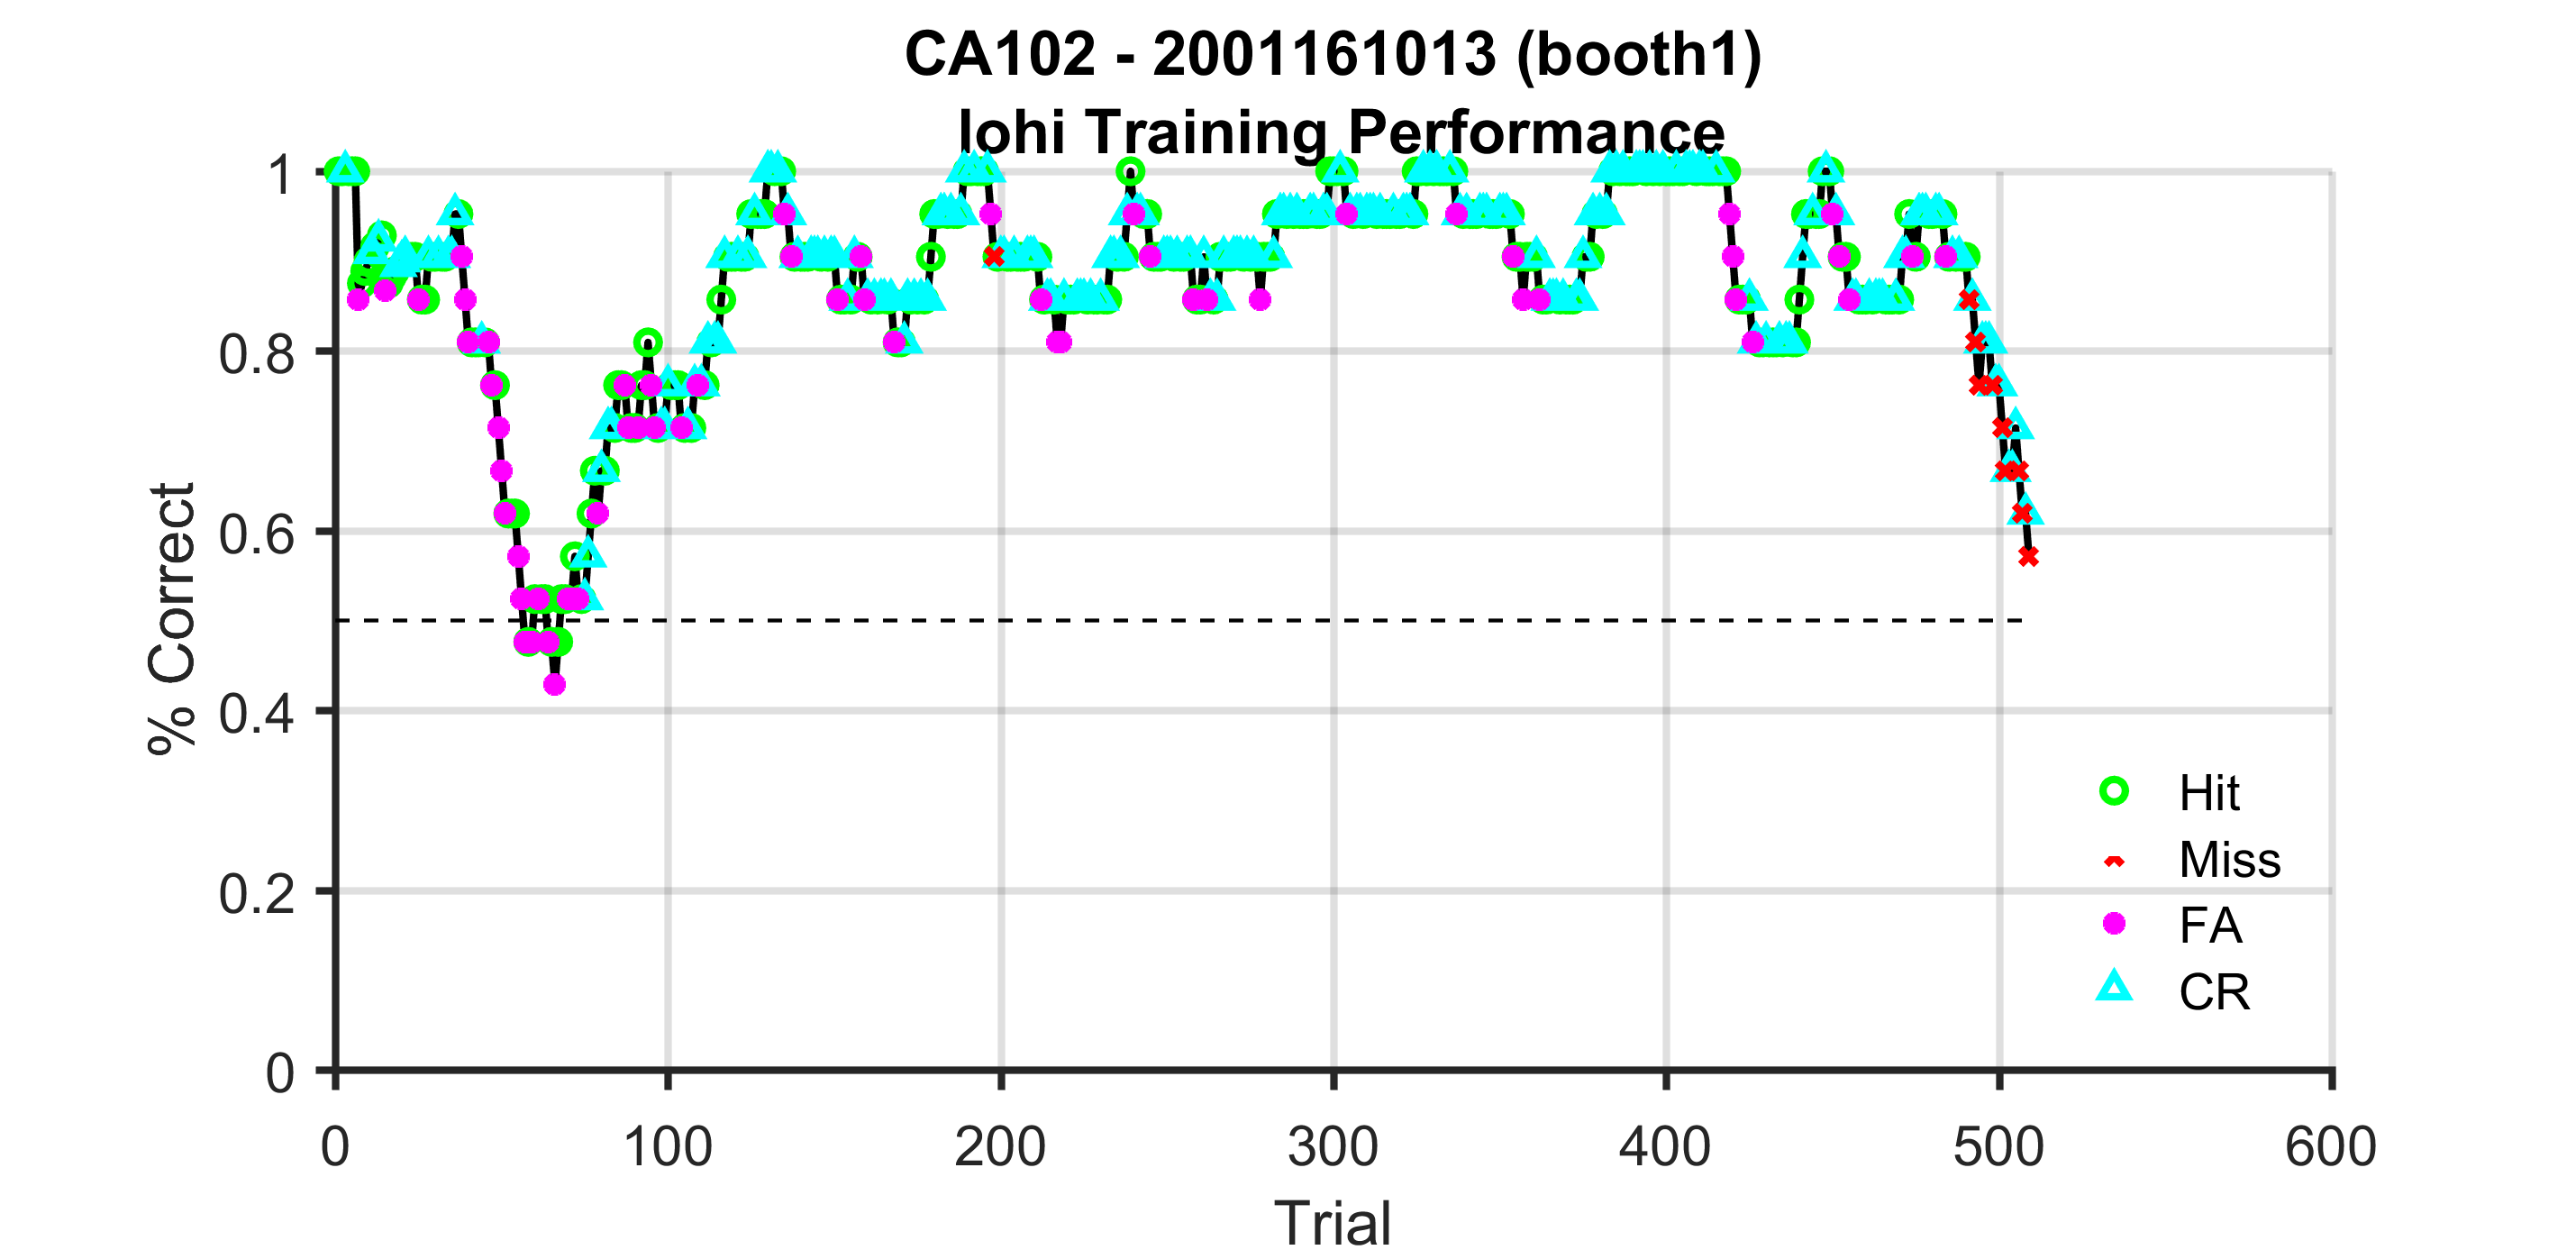 CA102 - 2001161013 (booth1)
lohi Training Performance
% Correct
1
0.8
0.6
0.4
0.2
0
0 100 200 300 400 500 600
Trial
Hit
Miss
FA
CR